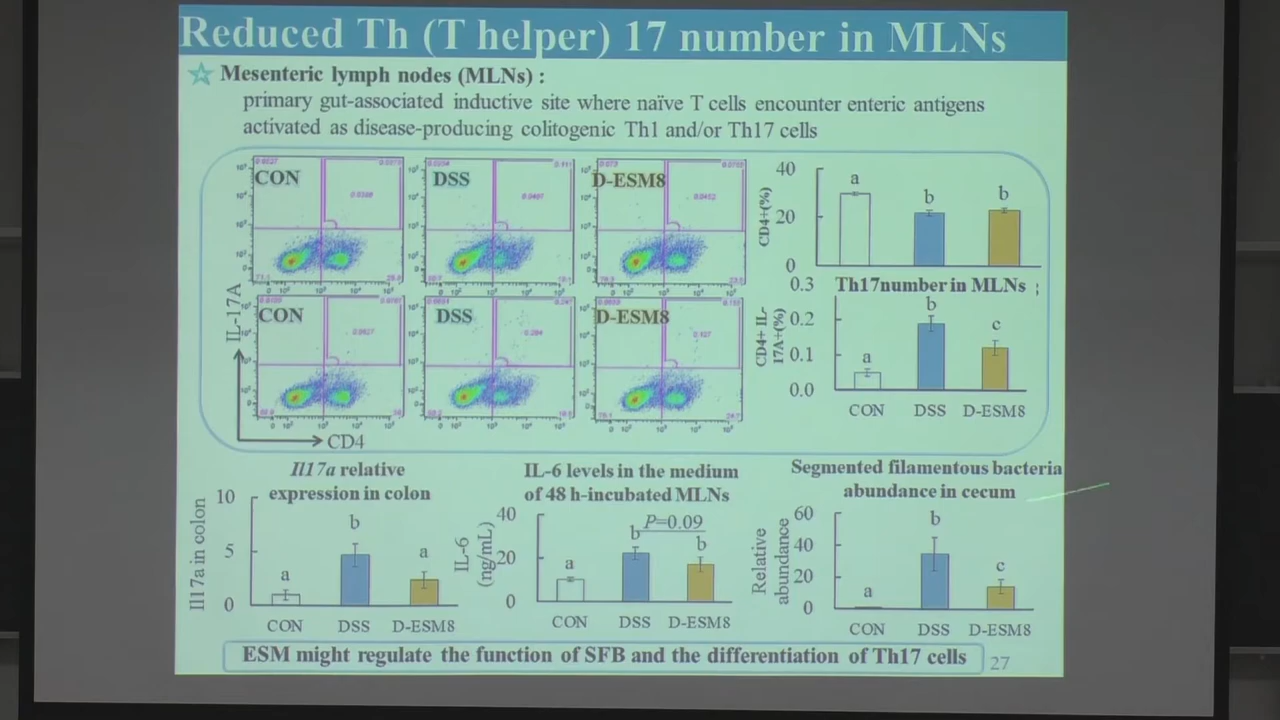 Reduced Th (T helper) 17 number in MLNs
Mesenteric lymph nodes (MLNs) :
primary gut-associated inductive site where naïve T cells encounter enteric antigens
activated as disease-producing colitogenic Th1 and/or Th17 cells
CON
DSS
D-ESM8
CON
DSS
D-ESM8
IL-17A
CD4
CD4+(%)
40
20
0
a
b
b
Th17number in MLNs
CD4+ IL-
17A+(%)
0.3
0.2
0.1
0.0
a
b
c
CON DSS D-ESM8
Il17a relative
expression in colon
Il17a in colon
10
5
0
a
b
a
CON DSS D-ESM8
IL-6 levels in the medium
of 48 h-incubated MLNs
IL-6
(ng/mL)
40
20
0
a
b
P=0.09
b
CON DSS D-ESM8
Segmented filamentous bacteria
abundance in cecum
Relative
abundance
60
40
20
0
a
b
c
CON DSS D-ESM8
ESM might regulate the function of SFB and the differentiation of Th17 cells
27